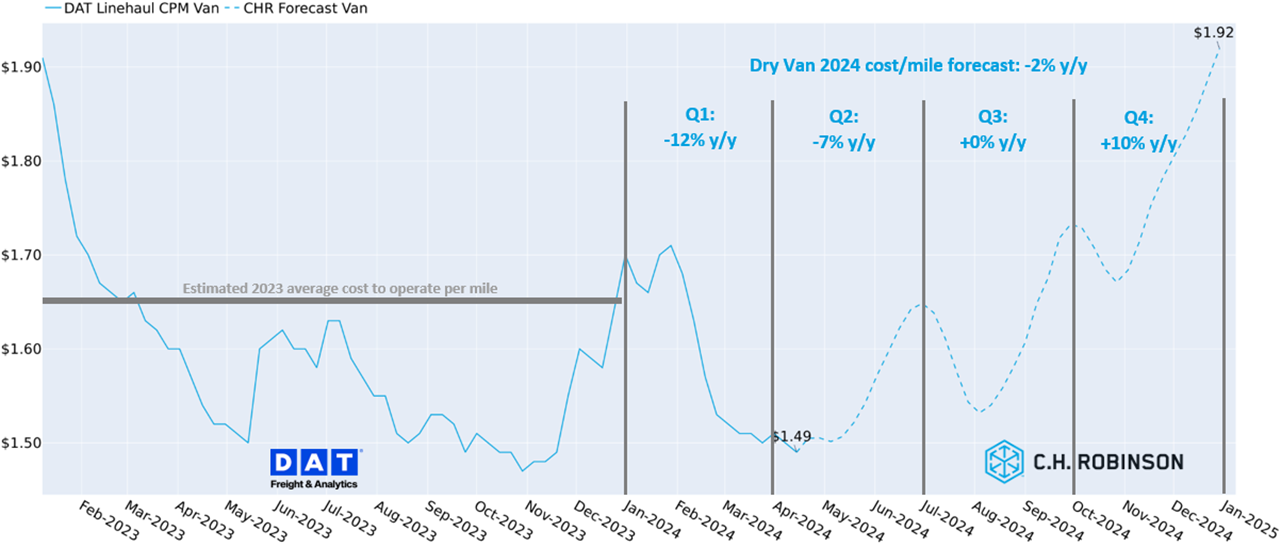 DAT Linehaul CPM Van CHR Forecast Van
$1.92
$1.90
Dry Van 2024 cost/mile forecast: -2% y/y
Q1: Q2: Q3: Q4:
-12% y/y -7% y/y +0% y/y +10% y/y
$1.80
$1.70
Estimated 2023 average cost to operate per mile
$1.60
$1.50
$1.49
DAT®
Freight & Analytics
C.H. ROBINSON
Feb-2023 Mar-2023 Apr-2023 May-2023 Jun-2023 Jul-2023 Aug-2023 Sep-2023 Oct-2023 Nov-2023 Dec-2023 Jan-2024 Feb-2024 Mar-2024 Apr-2024 May-2024 Jun-2024 Jul-2024 Aug-2024 Sep-2024 Oct-2024 Nov-2024 Dec-2024 Jan-2025